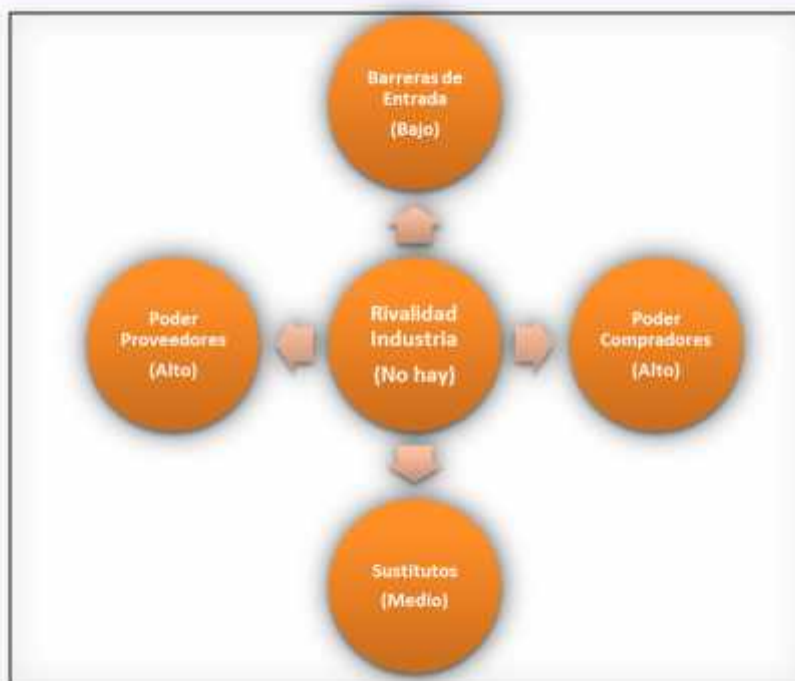 Barreras de
Entrada
(Bajo)
Poder
Proveedores
(Alto)
Rivalidad
Industria
(No hay)
Poder
Compradores
(Alto)
Sustitutos
(Medio)